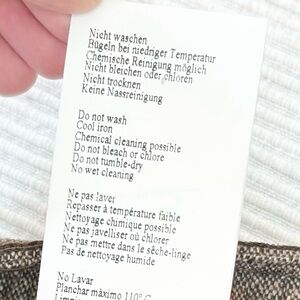 Nicht waschen
Bügeln bei niedriger Temperatur
Chemische Reinigung möglich
Nicht bleichen oder chloren
Nicht trocknen
Keine Nassreinigung
Do not wash
Cool iron
Chemical cleaning possible
Do not bleach or chlore
Do not tumble-dry
No wet cleaning
Ne pas laver
Repasser à température faible
Nettoyage chimique possible
Ne pas javelliser où chlorer
Ne pas mettre dans le sèche-linge
Pas de nettoyage humide
No Lavar
Planchar màximo 110° C